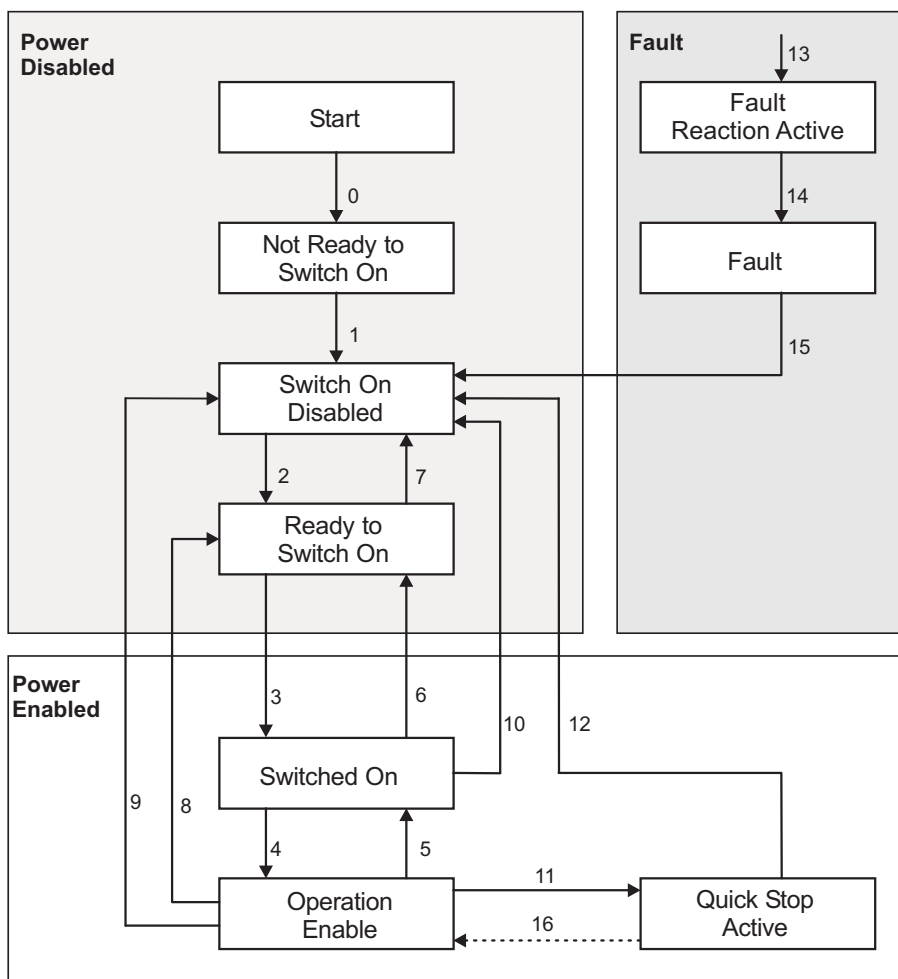 Power
Disabled
Start
0
Not Ready to
Switch On
1
Switch On
Disabled
2
7
Ready to
Switch On
Fault
13
Fault
Reaction Active
14
Fault
15
Power
Enabled
3
6
10
12
Switched On
9
8
4
5
11
Operation
Enable
16
Quick Stop
Active